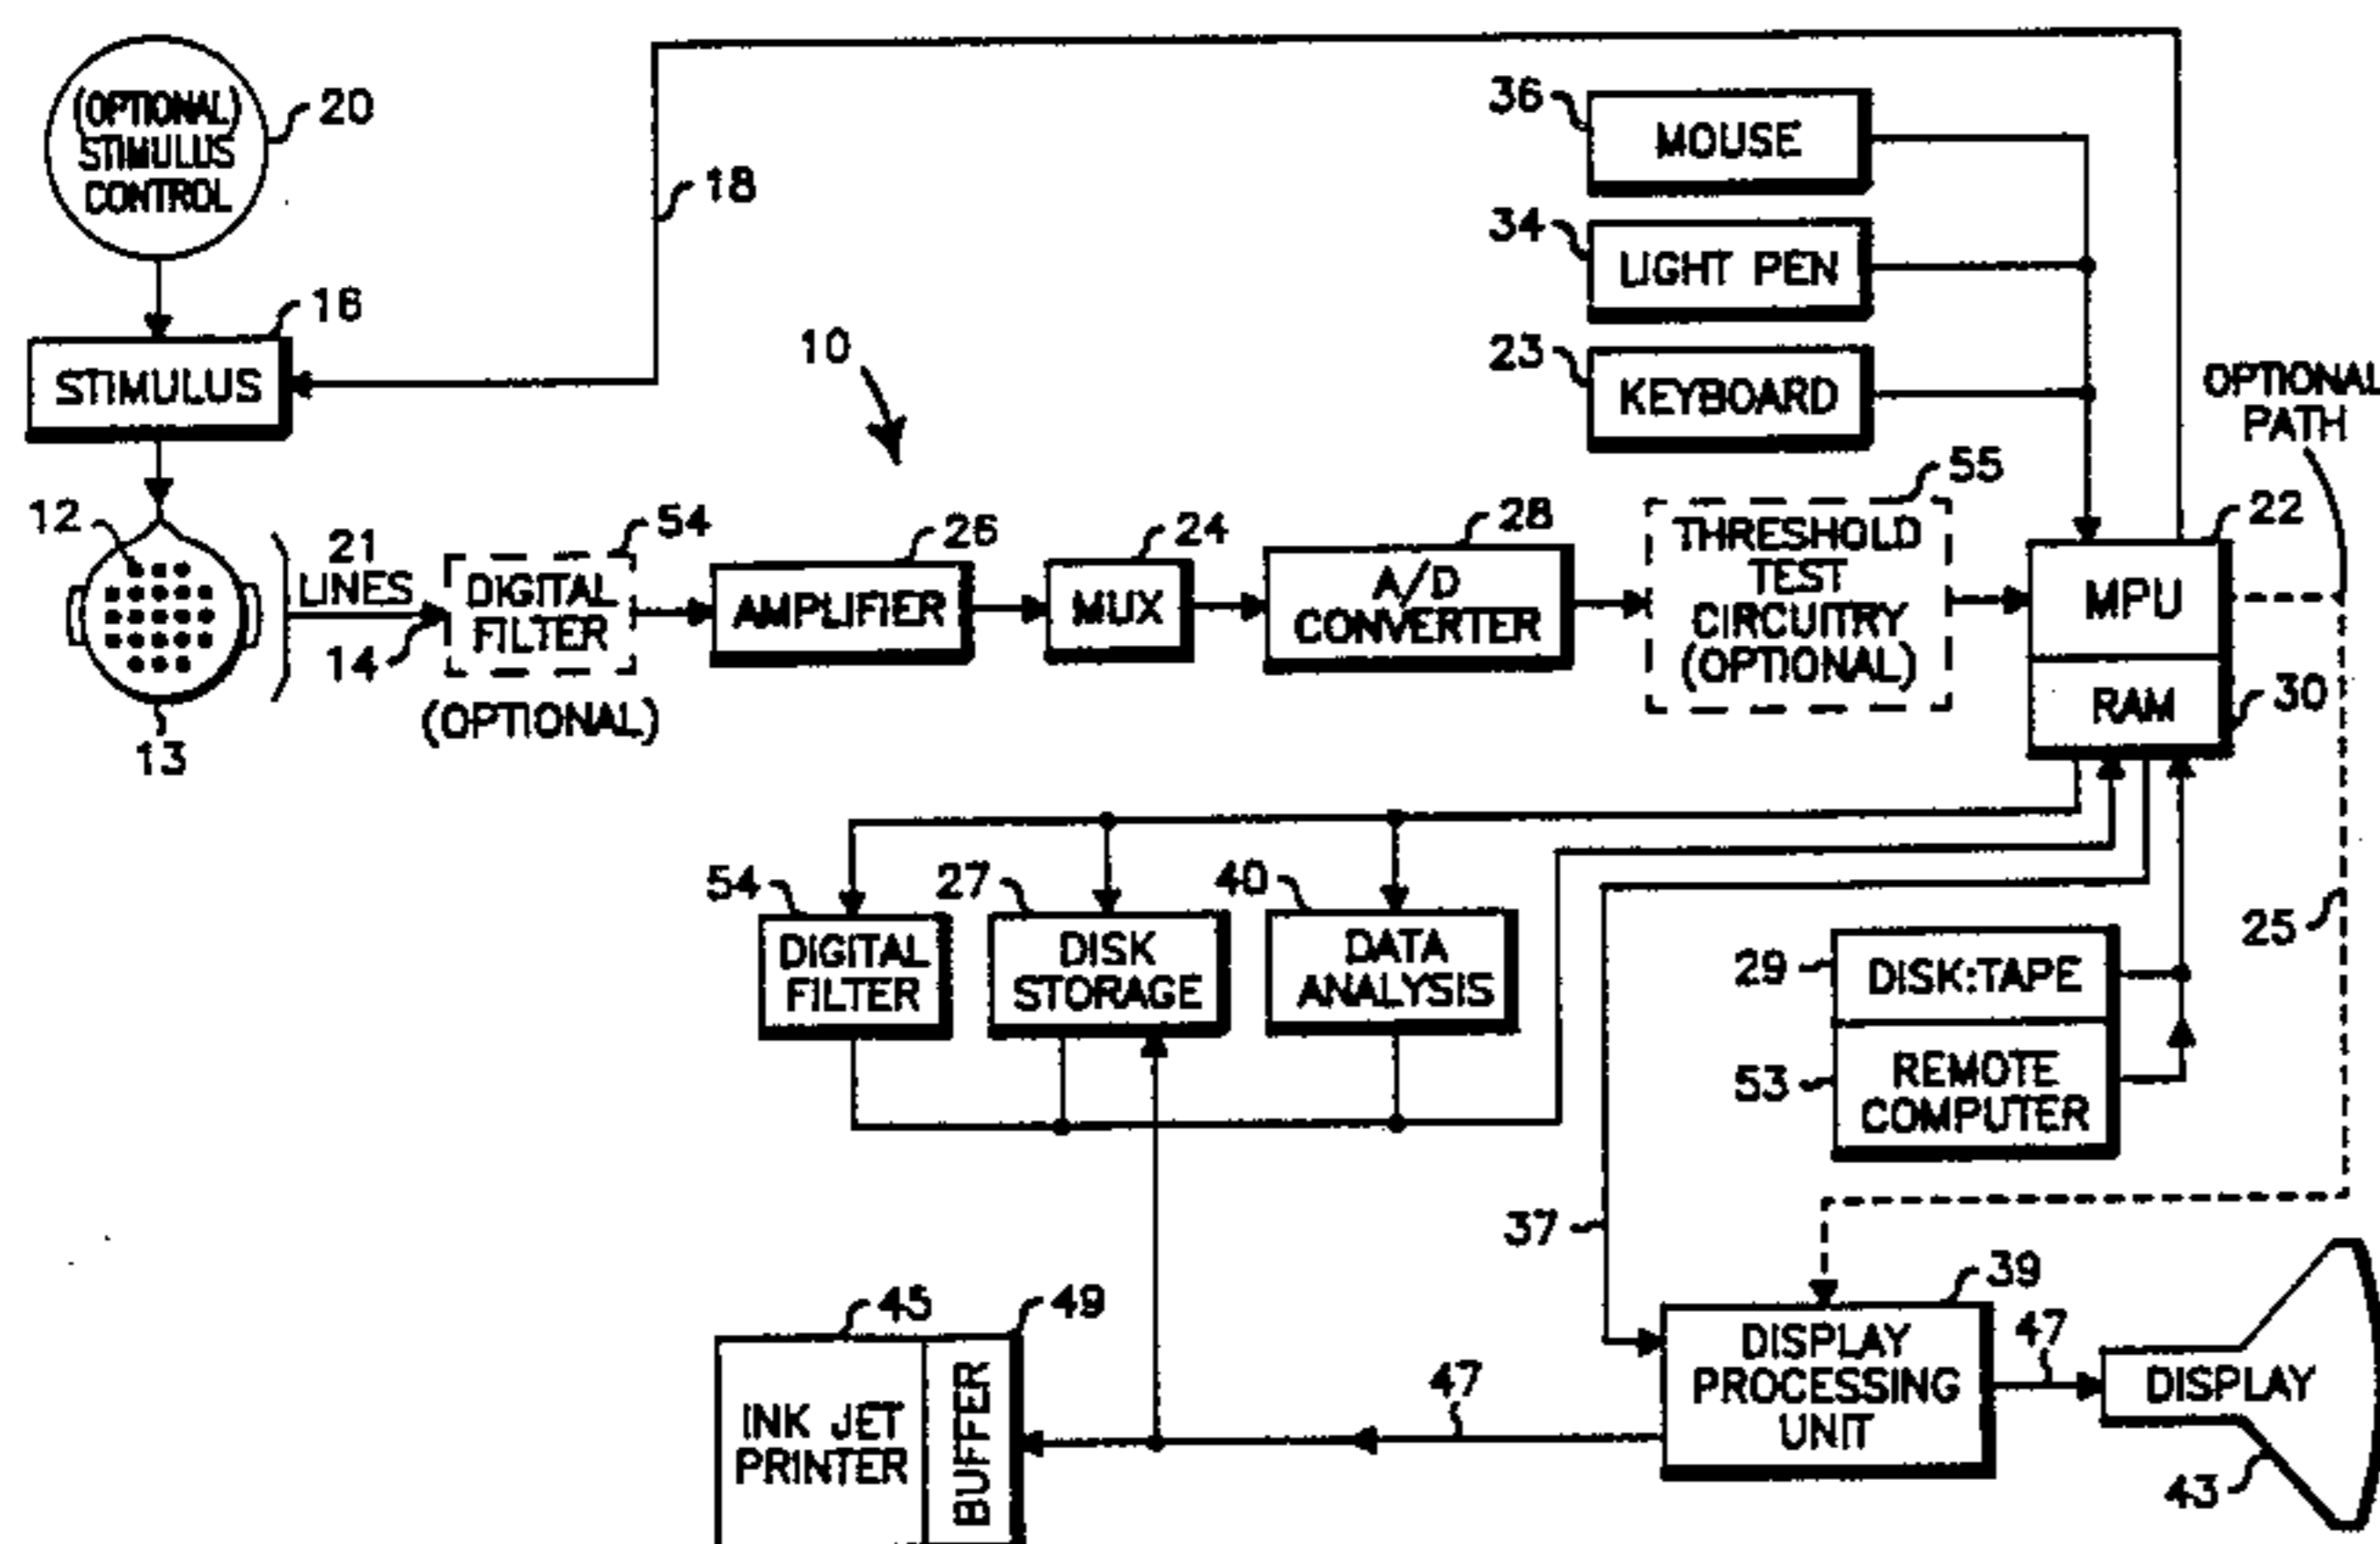 (OPTIONAL)
STIMULUS
CONTROL
20
18
36
MOUSE
34
LIGHT PEN
23
KEYBOARD
16
STIMULUS
10
OPTIONAL
PATH
12
21
LINES
14
13
54
DIGITAL
FILTER
(OPTIONAL)
26
AMPLIFIER
24
MUX
28
A/D
CONVERTER
55
THRESHOLD
TEST
CIRCUITRY
(OPTIONAL)
22
MPU
RAM
30
54
DIGITAL
FILTER
27
DISK
STORAGE
40
DATA
ANALYSIS
29
DISK:TAPE
53
REMOTE
COMPUTER
25
37
45
49
INK JET
PRINTER
BUFFER
47
39
DISPLAY
PROCESSING
UNIT
47
DISPLAY
43